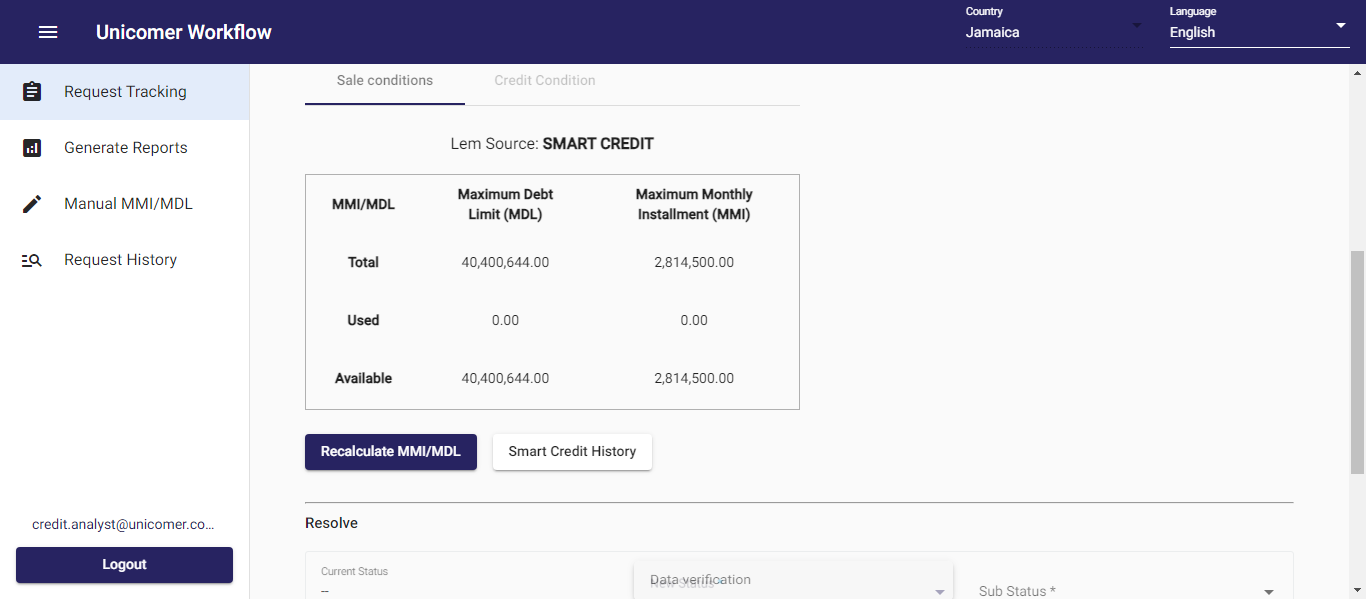 Unicomer Workflow
Country
Jamaica
Language
English
Request Tracking
Generate Reports
Manual MMI/MDL
Request History
credit.analyst@unicomer.co...
Logout
Sale conditions
Credit Condition
Lem Source: SMART CREDIT
MMI/MDL
Maximum Debt
Limit (MDL)
Maximum Monthly
Installment (MMI)
Total
40,400,644.00
2,814,500.00
Used
0.00
0.00
Available
40,400,644.00
2,814,500.00
Recalculate MMI/MDL
Smart Credit History
Resolve
Current Status
--
Data verification
New Status *
Sub Status *